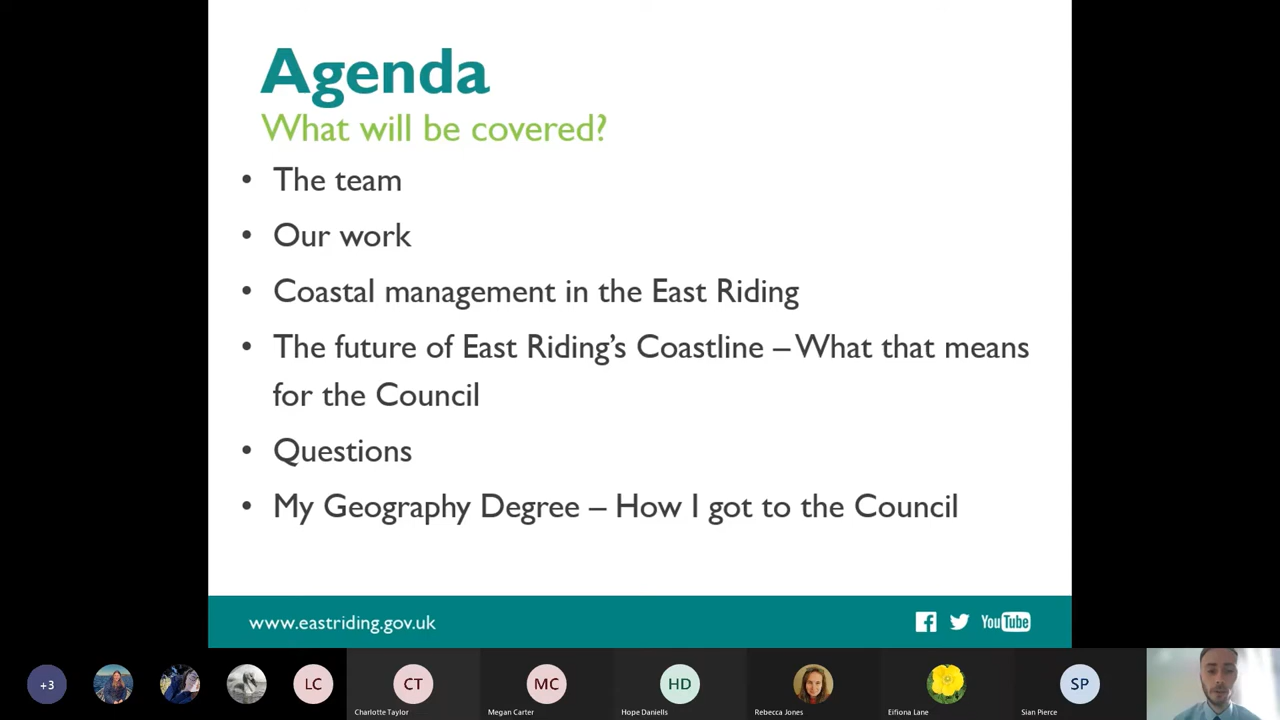 Agenda
What will be covered?
• The team
• Our work
• Coastal management in the East Riding
• The future of East Riding's Coastline – What that means
for the Council
• Questions
• My Geography Degree – How I got to the Council
www.eastriding.gov.uk
YouTube
+3
LC
CT
MC
HD
SP
Charlotte Taylor
Megan Carter
Hope Daniells
Rebecca Jones
Eifiona Lane
Sian Pierce